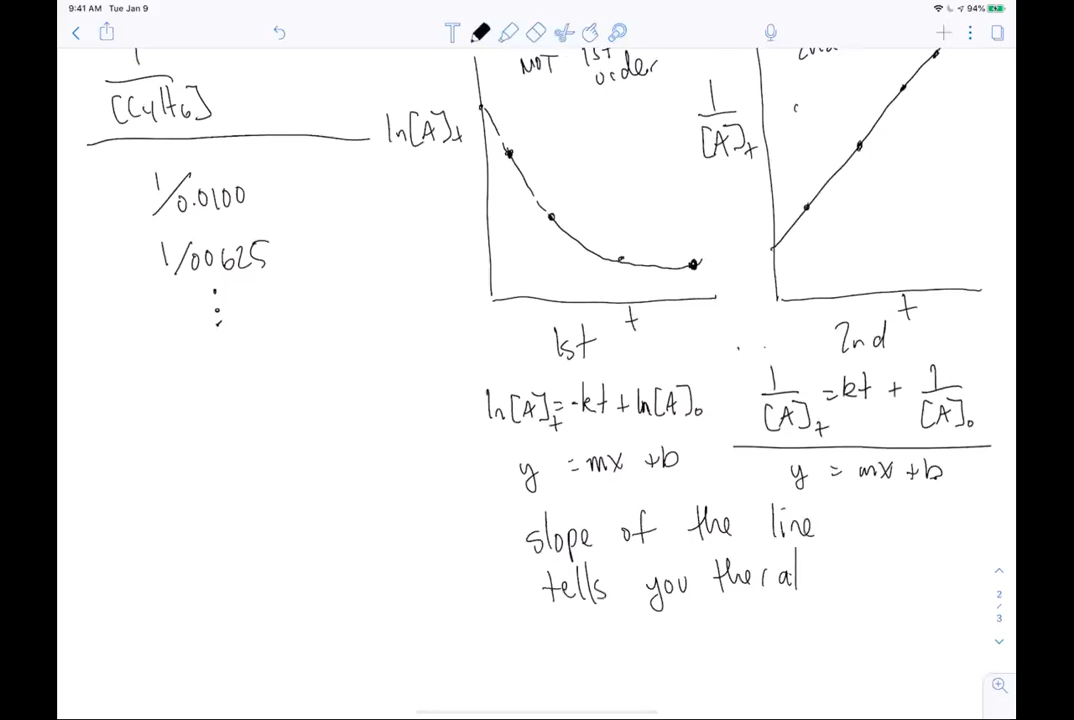 9:41 AM Tue Jan 9
94%
1
[C4H6]
1/0.0100
1/00625
NOT 1st
order
ln[A]t
t
1st
ln[A]t = -kt + ln[A]0
y = mx + b
1
[A]t
t
2nd
1/[A]t = kt + 1/[A]0
y = mx + b
slope of the line
tells you the
2
/
3